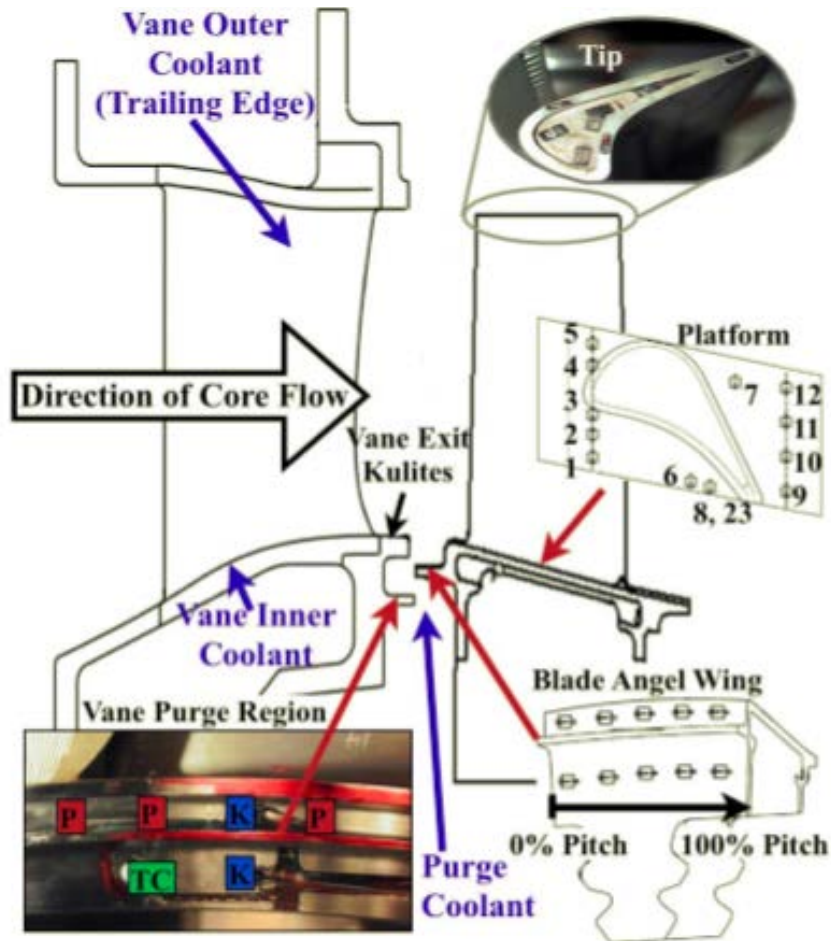 Vane Outer
Coolant
(Trailing Edge)
Tip
Platform
5
4
3
2
1
7
12
11
10
9
6
8, 23
Direction of Core Flow
Vane Exit
Kulites
Vane Inner
Coolant
Vane Purge Region
P P K P
TC K
Purge
Coolant
Blade Angel Wing
0% Pitch 100% Pitch